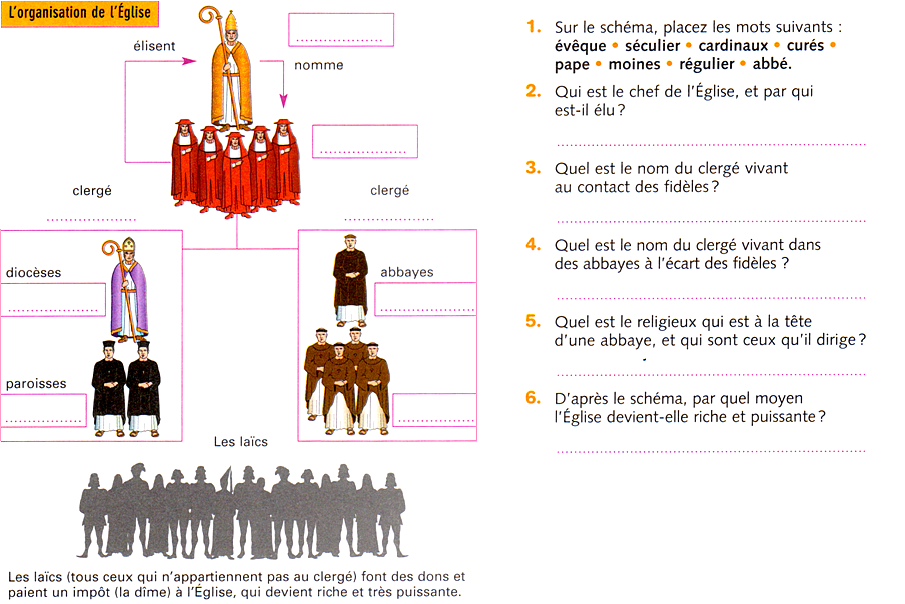 L'organisation de l'Église
élisent
nomme
clergé
clergé
diocèses
abbayes
paroisses
Les laïcs
Les laïcs (tous ceux qui n'appartiennent pas au clergé) font des dons et
paient un impôt (la dîme) à l'Église, qui devient riche et très puissante.
1. Sur le schéma, placez les mots suivants :
évêque • séculier • cardinaux • curés •
pape • moines • régulier • abbé.
2. Qui est le chef de l'Église, et par qui
est-il élu ?
3. Quel est le nom du clergé vivant
au contact des fidèles ?
4. Quel est le nom du clergé vivant dans
des abbayes à l'écart des fidèles ?
5. Quel est le religieux qui est à la tête
d'une abbaye, et qui sont ceux qu'il dirige ?
6. D'après le schéma, par quel moyen
l'Église devient-elle riche et puissante ?